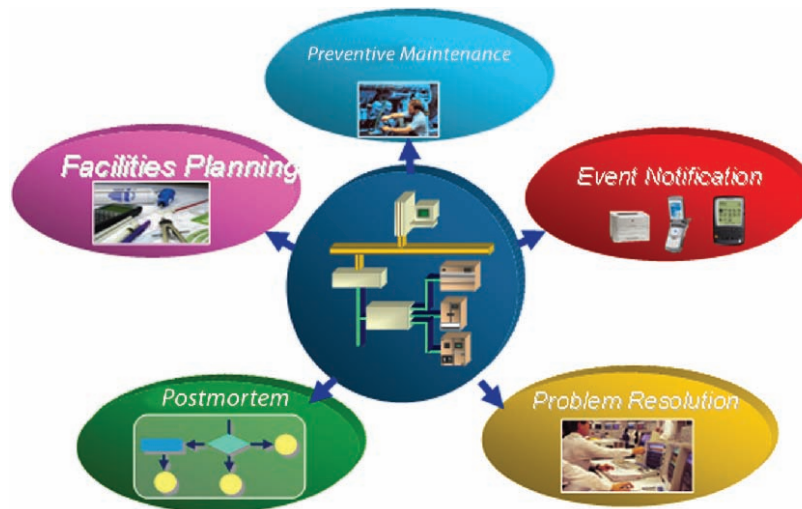 Preventive Maintenance
Facilities Planning
Event Notification
Postmortem
Problem Resolution